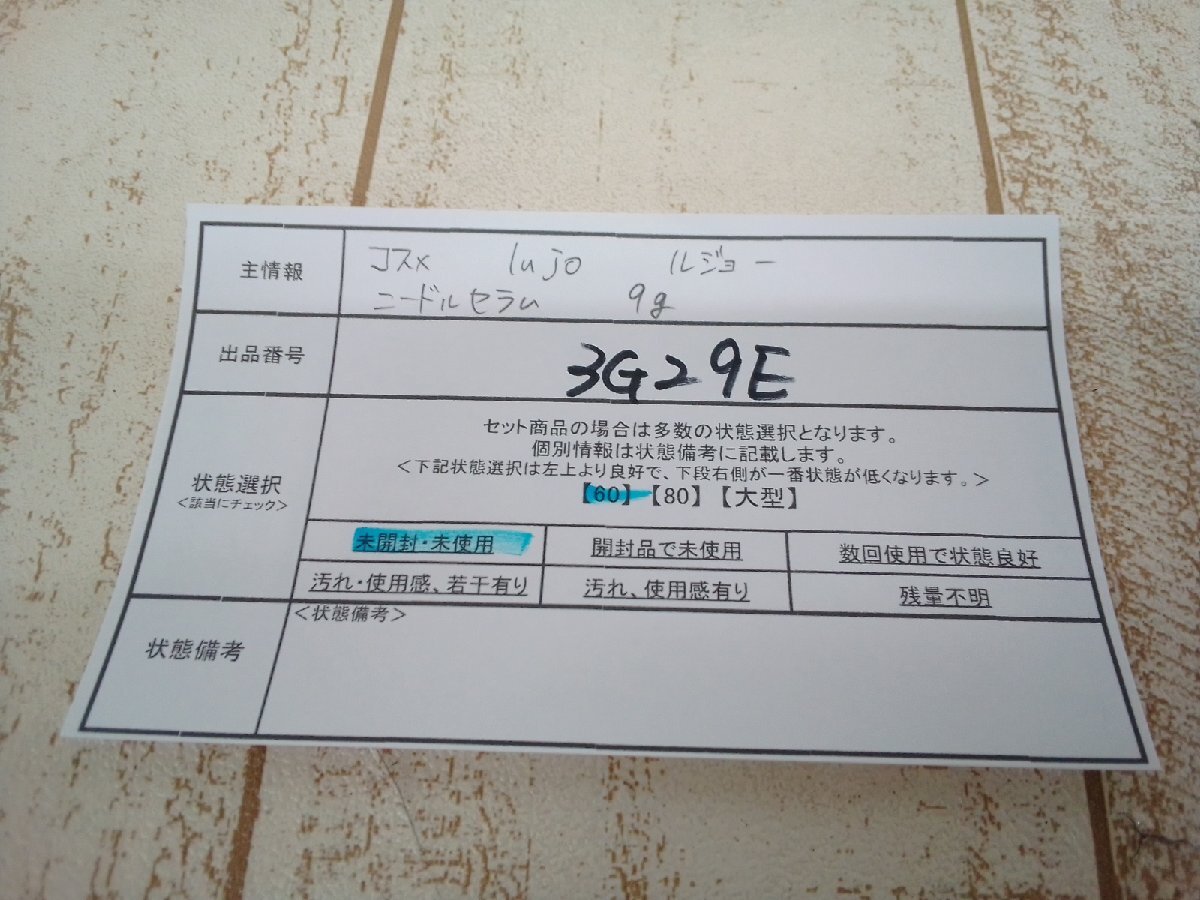 主情報
コスメ lujo ルジョー
ニードルセラム 9g
出品番号
3G29E
状態選択
<該当にチェック>
セット商品の場合は多数の状態選択となります。
個別情報は状態備考に記載します。
<下記状態選択は左上より良好で、下段右側が一番状態が低くなります。>
【60】【80】【大型】
未開封・未使用 開封品で未使用 数回使用で状態良好
汚れ・使用感、若干有り 汚れ、使用感有り 残量不明
状態備考
<状態備考>